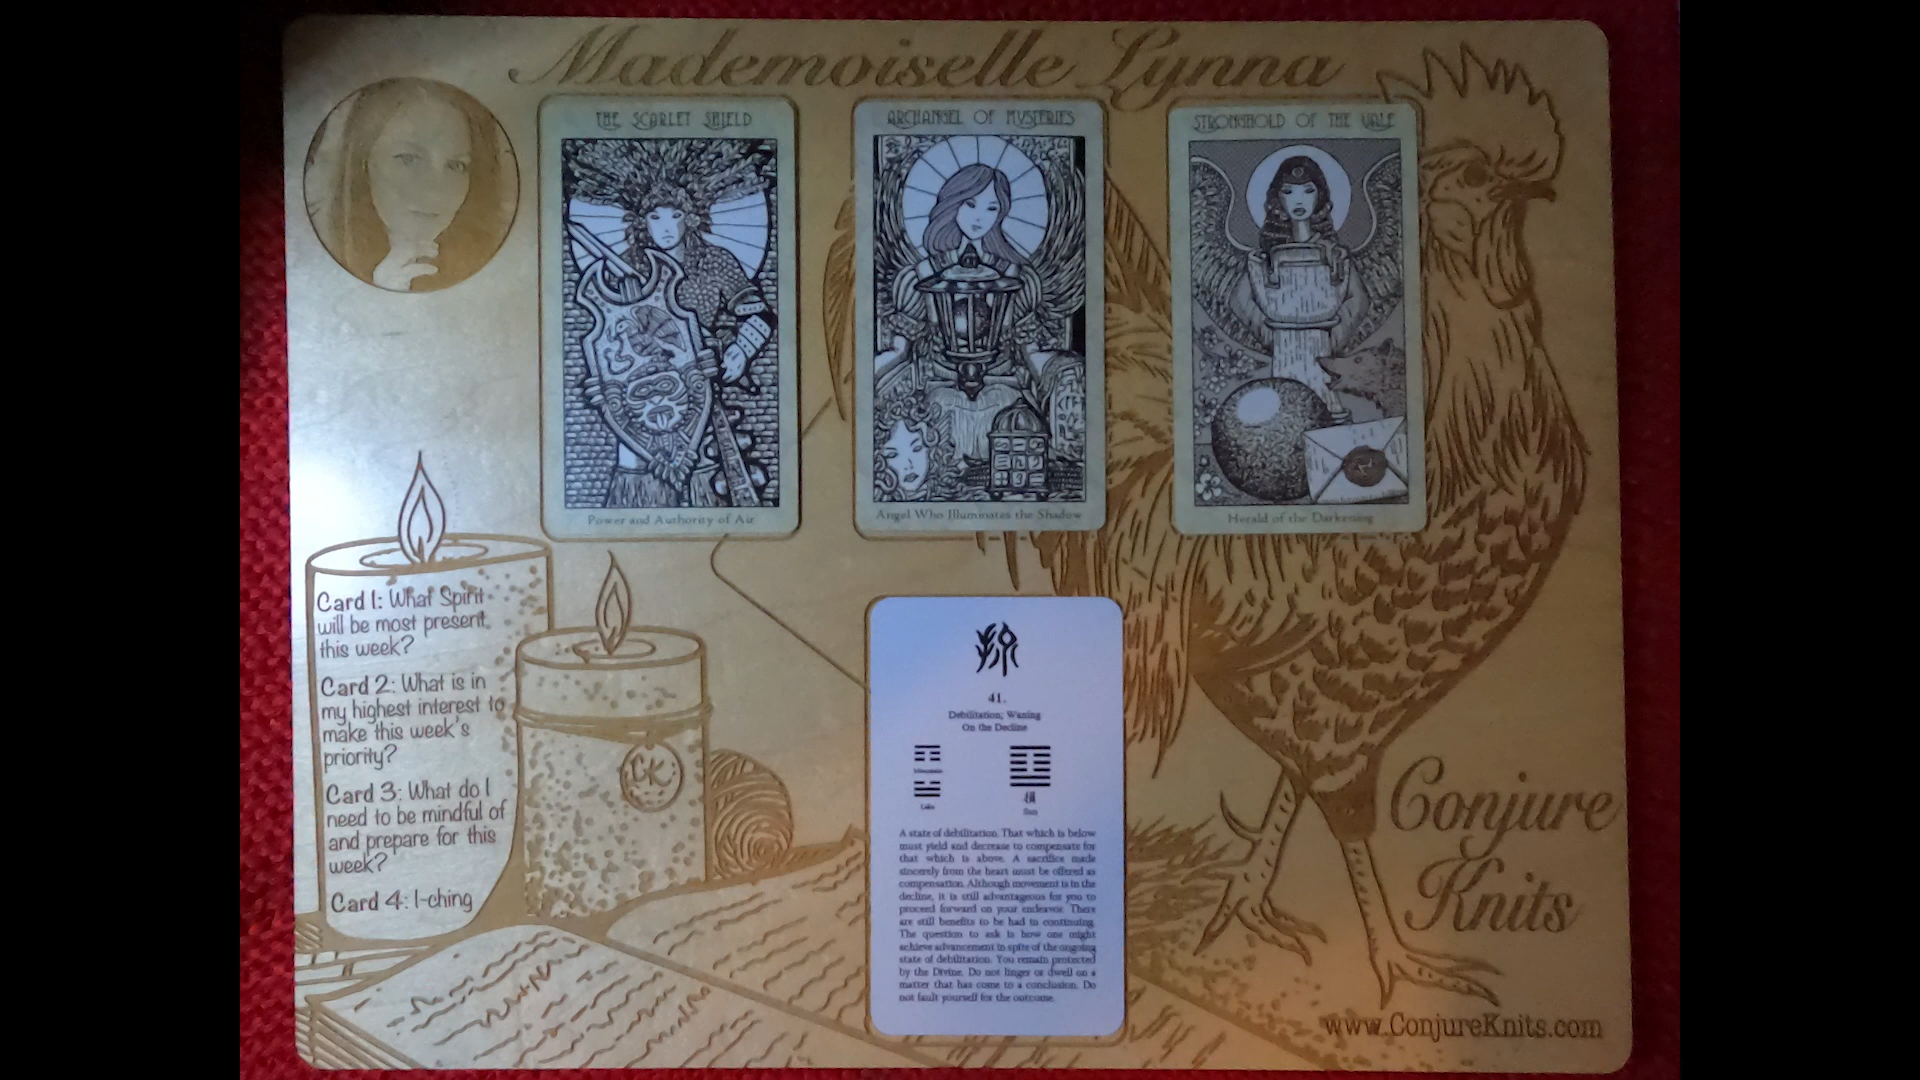 Mademoiselle Lynna
THE SCARLET SHIELD
Power and Authority of Air
ARCHANGEL OF MYSTERIES
Angel Who Illuminates the Shadow
STRONGHOLD OF THE VALE
Herald of the Darkening
Card 1: What Spirit
will be most present
this week?
Card 2: What is in
my highest interest to
make this week's
priority?
Card 3: What do I
need to be mindful of
and prepare for this
week?
Card 4: I-ching
CK
41.
Debilitation; Waning
On the Decline
Mountain
Lake
損
Sun
A state of debilitation. That which is below
must yield and decrease to compensate for
that which is above. A sacrifice made
sincerely from the heart must be offered as
compensation. Although movement is in the
decline, it is still advantageous for you to
proceed forward on your endeavor. There
are still benefits to be had in continuing.
The question to ask is how one might
achieve advancement in spite of the ongoing
state of debilitation. You remain protected
by the Divine. Do not linger or dwell on a
matter that has come to a conclusion. Do
not fault yourself for the outcome.
Conjure
Knits
www.ConjureKnits.com